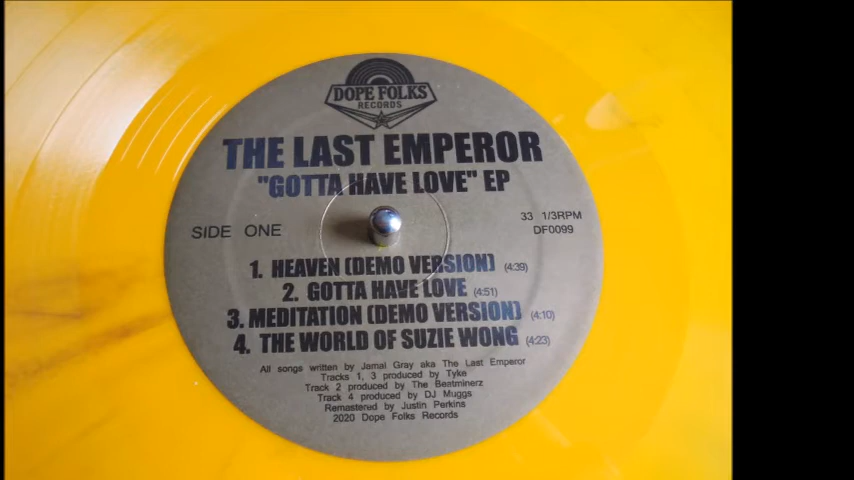 DOPE FOLKS
RECORDS
THE LAST EMPEROR
"GOTTA HAVE LOVE" EP
SIDE ONE
33 1/3RPM
DF0099
1. HEAVEN (DEMO VERSION) (4:39)
2. GOTTA HAVE LOVE (4:51)
3. MEDITATION (DEMO VERSION) (4:10)
4. THE WORLD OF SUZIE WONG (4:23)
All songs written by Jamal Gray aka The Last Emperor
Tracks 1, 3 produced by Tyke
Track 2 produced by The Beatminerz
Track 4 produced by DJ Muggs
Remastered by Justin Perkins
2020 Dope Folks Records